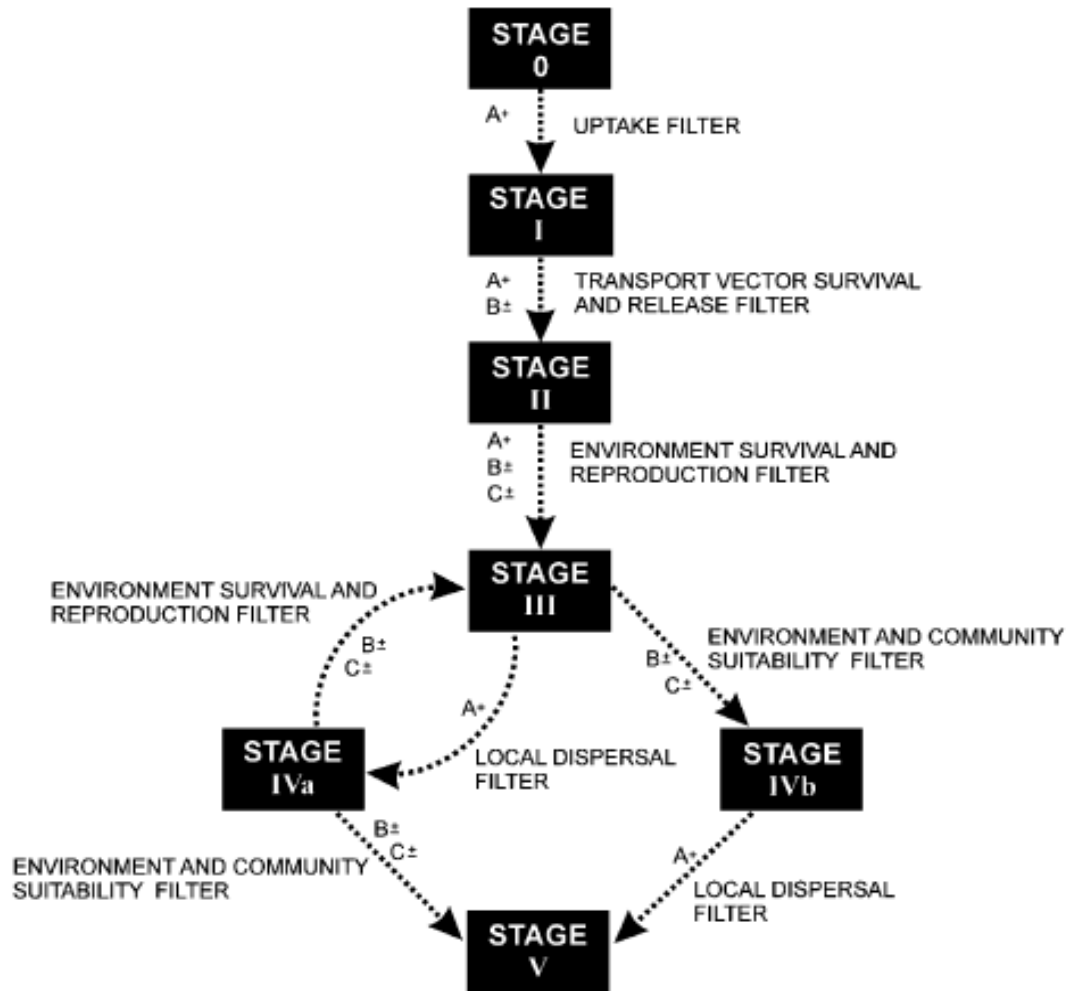 STAGE
0
A+
UPTAKE FILTER
STAGE
I
A+
B±
TRANSPORT VECTOR SURVIVAL
AND RELEASE FILTER
STAGE
II
A+
B±
C±
ENVIRONMENT SURVIVAL AND
REPRODUCTION FILTER
STAGE
III
ENVIRONMENT SURVIVAL AND
REPRODUCTION FILTER
B±
C±
A+
LOCAL DISPERSAL
FILTER
B±
C±
ENVIRONMENT AND COMMUNITY
SUITABILITY FILTER
STAGE
IVa
STAGE
IVb
B±
C±
ENVIRONMENT AND COMMUNITY
SUITABILITY FILTER
A+
LOCAL DISPERSAL
FILTER
STAGE
V